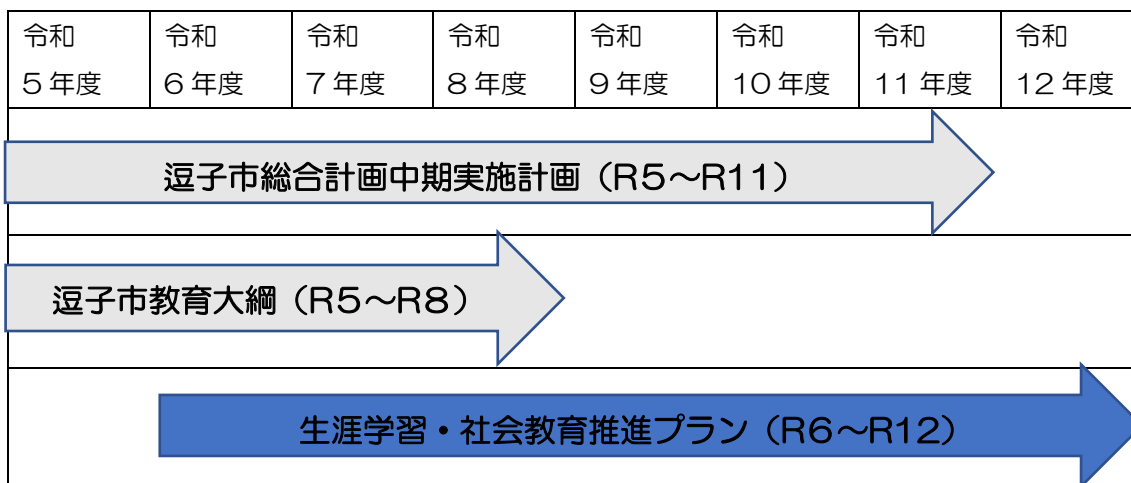 令和
5年度
令和
6年度
令和
7年度
令和
8年度
令和
9年度
令和
10年度
令和
11年度
令和
12年度
逗子市総合計画中期実施計画（R5～R11）
逗子市教育大綱（R5～R8）
生涯学習・社会教育推進プラン（R6～R12）